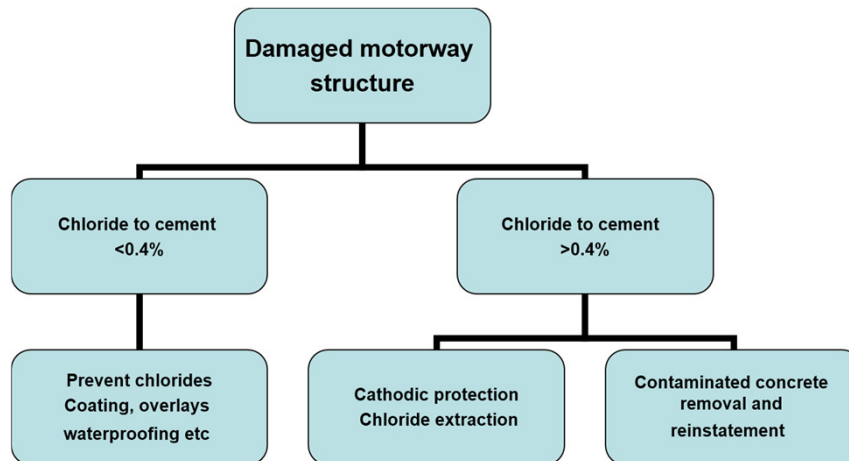 Damaged motorway
structure
Chloride to cement
<0.4%
Chloride to cement
>0.4%
Prevent chlorides
Coating, overlays
waterproofing etc
Cathodic protection
Chloride extraction
Contaminated concrete
removal and
reinstatement